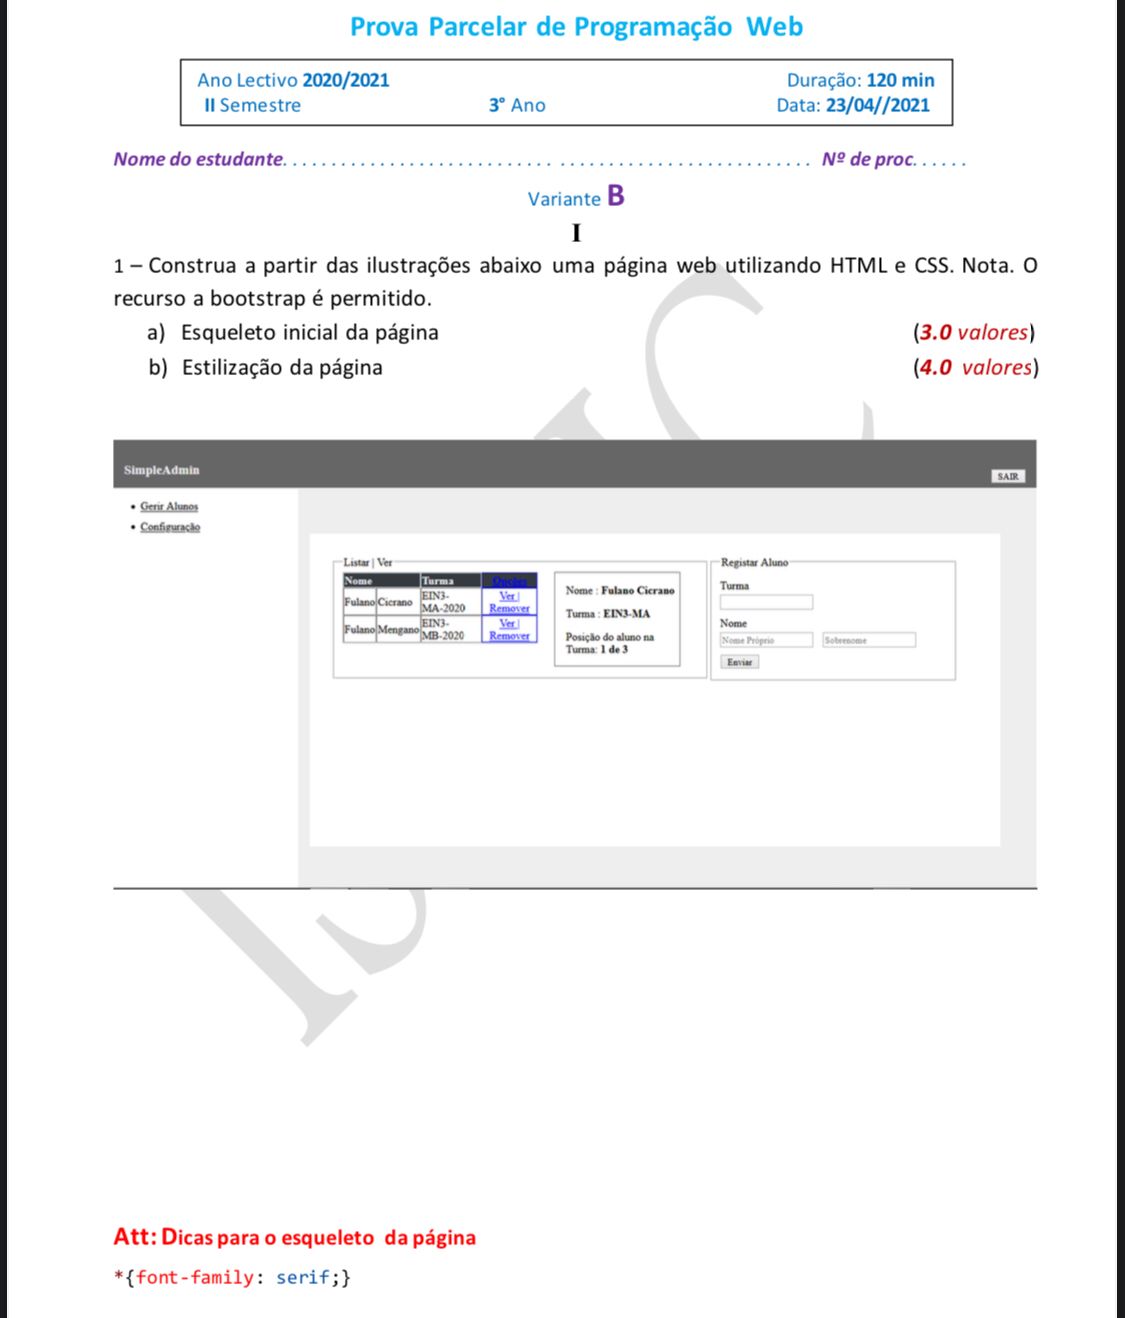 Prova Parcelar de Programação Web
Ano Lectivo 2020/2021 Duração: 120 min
II Semestre 3° Ano Data: 23/04//2021
Nome do estudante. . . . . . . . . . . . . . . . . . . . . . . . . . . . . . . . . . . . . . . . . . . . . . . . . Nº de proc. . . . . .
Variante B
I
1 – Construa a partir das ilustrações abaixo uma página web utilizando HTML e CSS. Nota. O
recurso a bootstrap é permitido.
a) Esqueleto inicial da página (3.0 valores)
b) Estilização da página (4.0 valores)
SimpleAdmin
SAIR
• Gerir Alunos
• Configuração
Listar | Ver
Nome Turma Opções
Fulano Cicrano EIN3-MA-2020 Ver | Remover
Fulano Mengano EIN3-MB-2020 Ver | Remover
Nome : Fulano Cicrano
Turma : EIN3-MA
Posição do aluno na
Turma: 1 de 3
Registar Aluno
Turma
Nome
Nome Próprio Sobrenome
Enviar
Att: Dicas para o esqueleto da página
*{font-family: serif;}